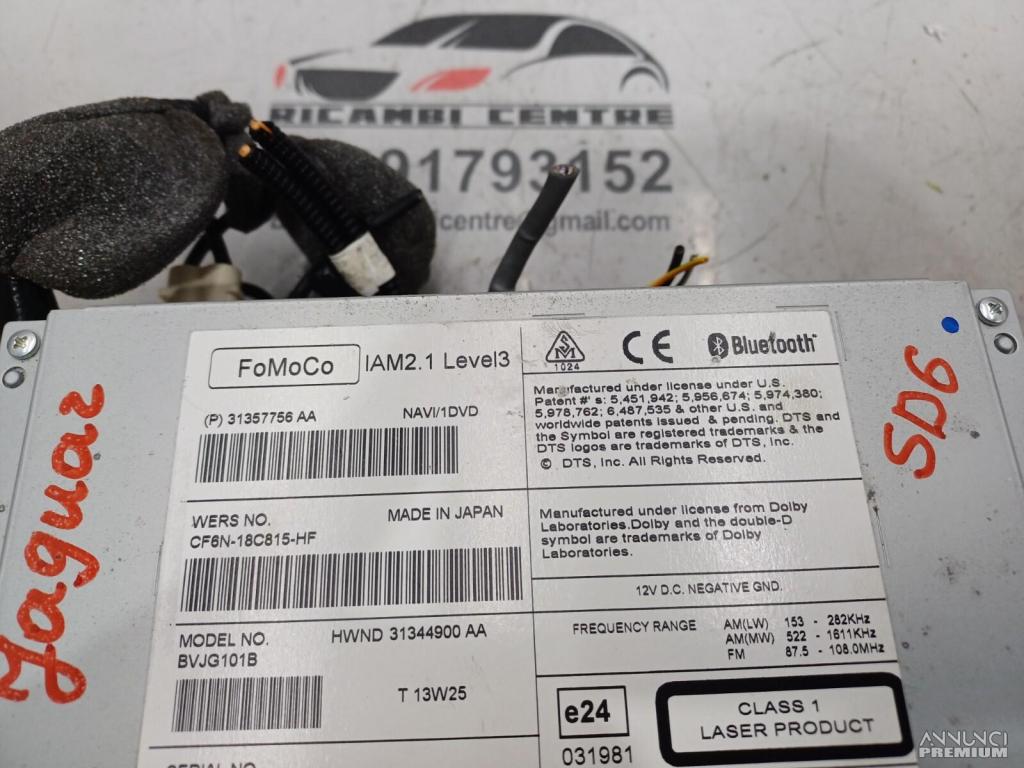 RICAMBI CENTRE
91793152
icentre@gmail.com
FoMoCo
IAM2.1 Level3
(P) 31357756 AA
NAVI/1DVD
WERS NO.
MADE IN JAPAN
CF6N-18C815-HF
MODEL NO.
HWND 31344900 AA
BVJG101B
T 13W25
SERIAL NO.
1024
CE
Bluetooth
Manufactured under license under U.S.
Patent #' s: 5,451,942; 5,956,674; 5,974,380;
5,978,762; 6,487,535 & other U.S. and
worldwide patents issued & pending. DTS and
the Symbol are registered trademarks & the
DTS logos are trademarks of DTS, Inc.
© DTS, Inc. All Rights Reserved.
Manufactured under license from Dolby
Laboratories.Dolby and the double-D
symbol are trademarks of Dolby
Laboratories.
12V D.C. NEGATIVE GND.
FREQUENCY RANGE
AM(LW) 153 - 282KHz
AM(MW) 522 - 1611KHz
FM 87.5 - 108.0MHz
e24
031981
CLASS 1
LASER PRODUCT
Jaguar
SD6
ANNUNCI
PREMIUM